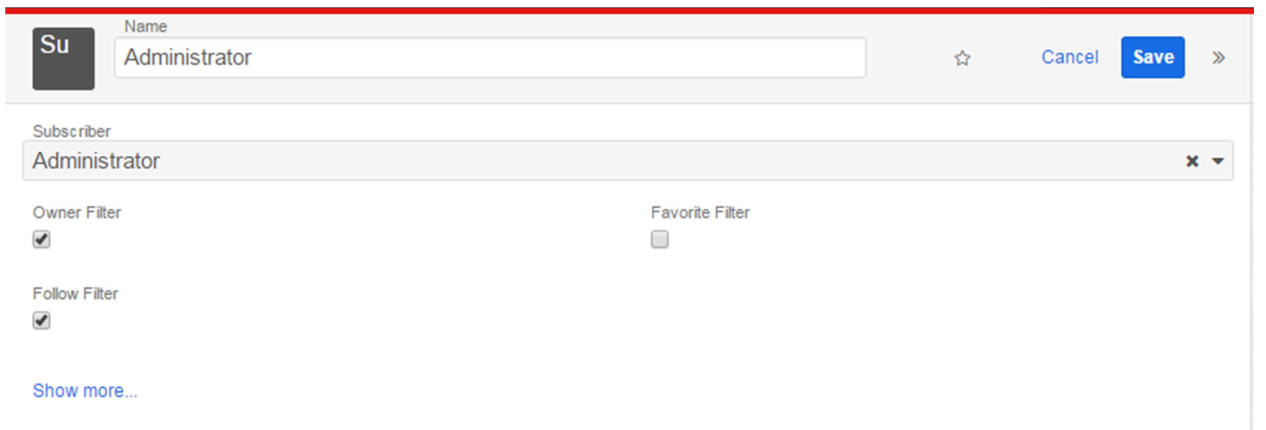 Su
Name
Administrator
Cancel
Save
Subscriber
Administrator
Owner Filter
Favorite Filter
Follow Filter
Show more...